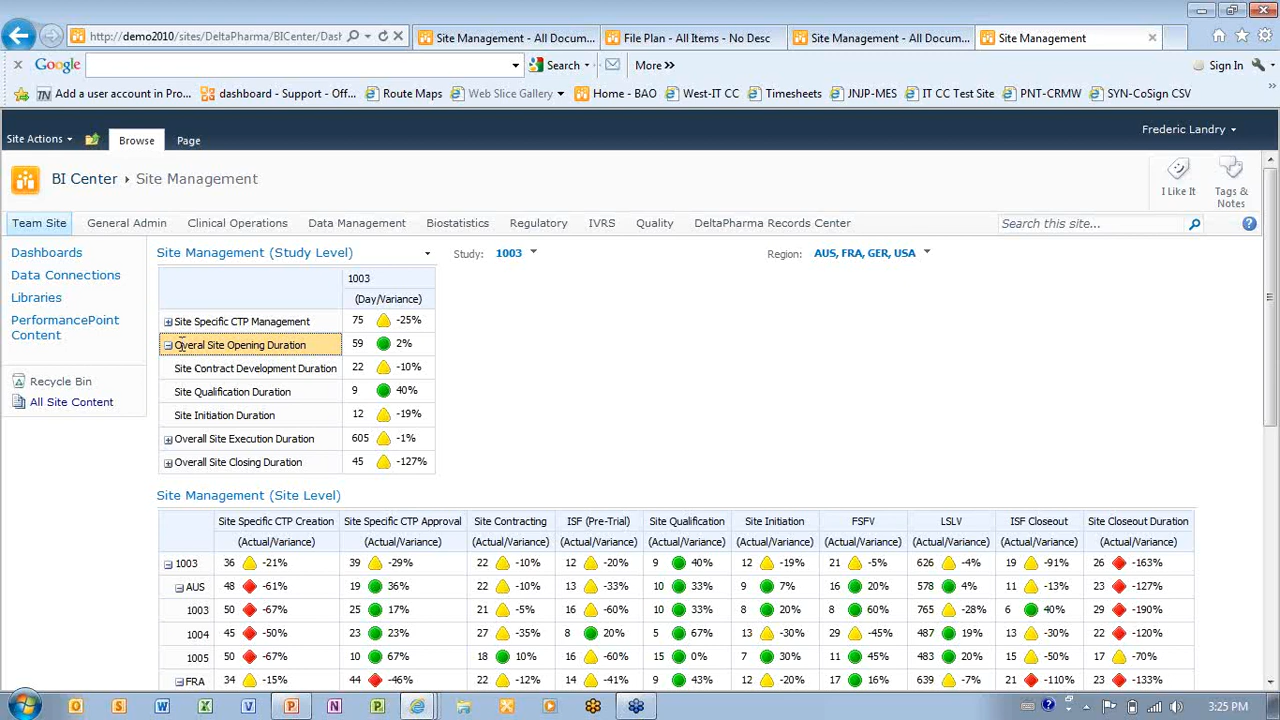 http://demo2010/sites/DeltaPharma/BICenter/Dash
Site Management - All Docum...
File Plan - All Items - No Desc
Site Management - All Docum...
Site Management
Google
Search
More »
Sign In
Add a user account in Pro...
dashboard - Support - Off...
Route Maps
Web Slice Gallery
Home - BAO
West-IT CC
Timesheets
JNJP-MES
IT CC Test Site
PNT-CRMW
SYN-CoSign CSV
Frederic Landry
Site Actions
Browse
Page
BI Center
Site Management
I Like It
Tags & Notes
Team Site
General Admin
Clinical Operations
Data Management
Biostatistics
Regulatory
IVRS
Quality
DeltaPharma Records Center
Search this site...
Dashboards
Data Connections
Libraries
PerformancePoint
Content
Recycle Bin
All Site Content
Site Management (Study Level)
Study: 1003
Region: AUS, FRA, GER, USA
1003
(Day/Variance)
Site Specific CTP Management 75 -25%
Overal Site Opening Duration 59 2%
Site Contract Development Duration 22 -10%
Site Qualification Duration 9 40%
Site Initiation Duration 12 -19%
Overall Site Execution Duration 605 -1%
Overall Site Closing Duration 45 -127%
Site Management (Site Level)
Site Specific CTP Creation Site Specific CTP Approval Site Contracting ISF (Pre-Trial) Site Qualification Site Initiation FSFV LSLV ISF Closeout Site Closeout Duration
(Actual/Variance) (Actual/Variance) (Actual/Variance) (Actual/Variance) (Actual/Variance) (Actual/Variance) (Actual/Variance) (Actual/Variance) (Actual/Variance) (Actual/Variance)
1003 36 -21% 39 -29% 22 -10% 12 -20% 9 40% 12 -19% 21 -5% 626 -4% 19 -91% 26 -163%
AUS 48 -61% 19 36% 22 -10% 13 -33% 10 33% 9 7% 16 20% 578 4% 11 -13% 23 -127%
1003 50 -67% 25 17% 21 -5% 16 -60% 10 33% 8 20% 8 60% 765 -28% 6 40% 29 -190%
1004 45 -50% 23 23% 27 -35% 8 20% 5 67% 13 -30% 29 -45% 487 19% 13 -30% 22 -120%
1005 50 -67% 10 67% 18 10% 16 -60% 15 0% 7 30% 11 45% 483 20% 15 -50% 17 -70%
FRA 34 -15% 44 -46% 22 -12% 14 -41% 9 43% 12 -20% 17 16% 639 -7% 21 -110% 23 -133%
3:25 PM